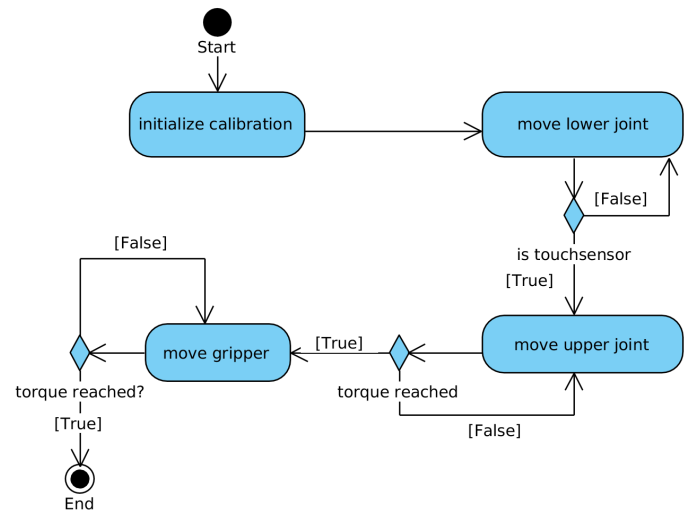 Start
initialize calibration
move lower joint
[False]
is touchsensor
[True]
move upper joint
torque reached
[False]
[True]
move gripper
[False]
torque reached?
[True]
End